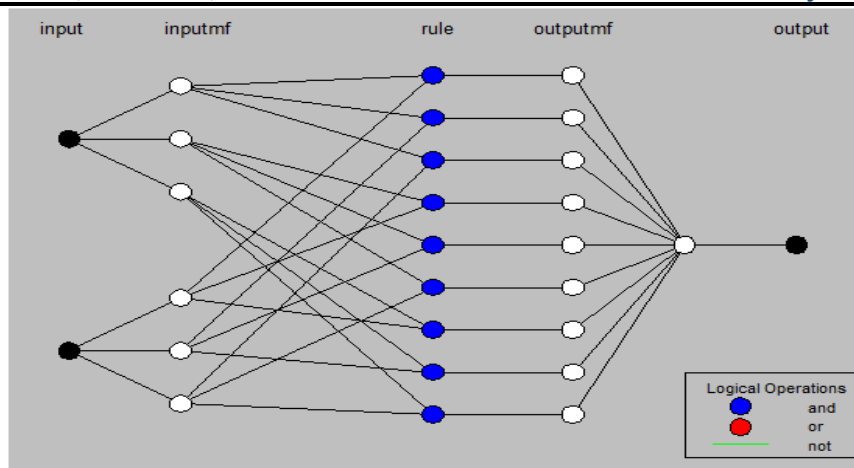 input inputmf rule outputmf output
Logical Operations
and
or
not